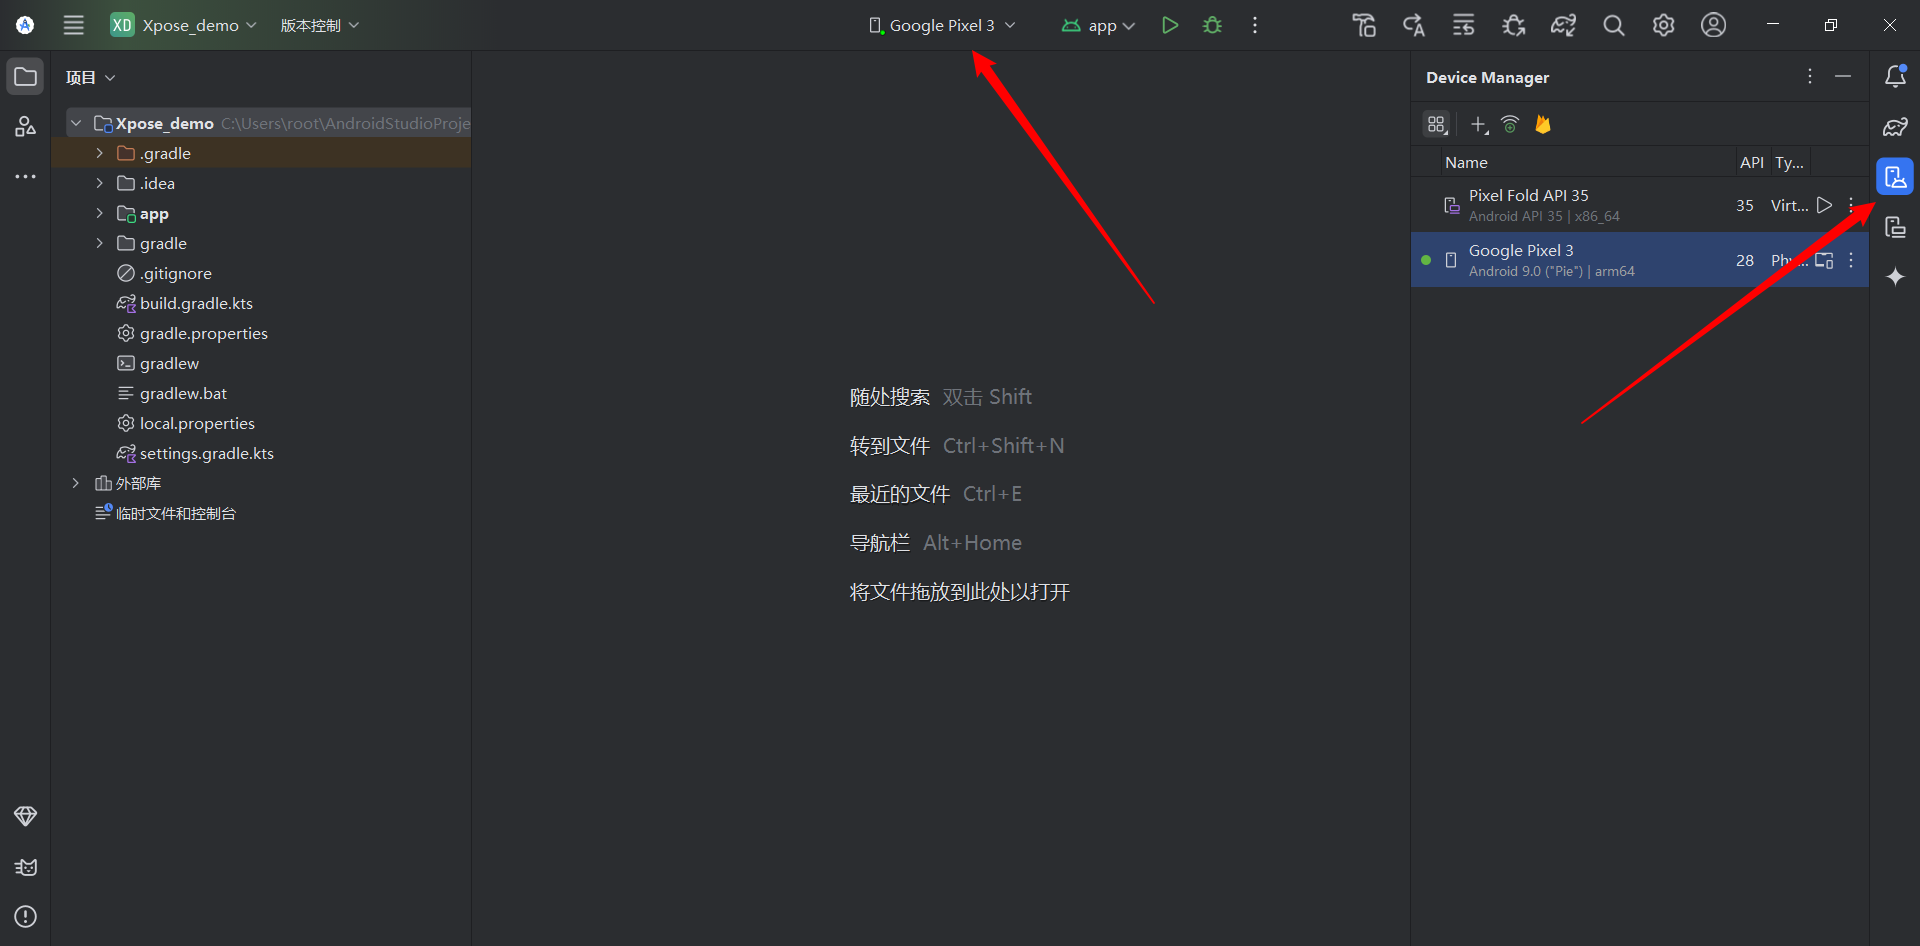 XD Xpose_demo 版本控制 Google Pixel 3 app
项目
Xpose_demo C:\Users\root\AndroidStudioProje
.gradle
.idea
app
gradle
.gitignore
build.gradle.kts
gradle.properties
gradlew
gradlew.bat
local.properties
settings.gradle.kts
外部库
临时文件和控制台
随处搜索 双击 Shift
转到文件 Ctrl+Shift+N
最近的文件 Ctrl+E
导航栏 Alt+Home
将文件拖放到此处以打开
Device Manager
Name API Ty...
Pixel Fold API 35 35 Virt...
Android API 35 | x86_64
Google Pixel 3 28 Phy...
Android 9.0 ("Pie") | arm64